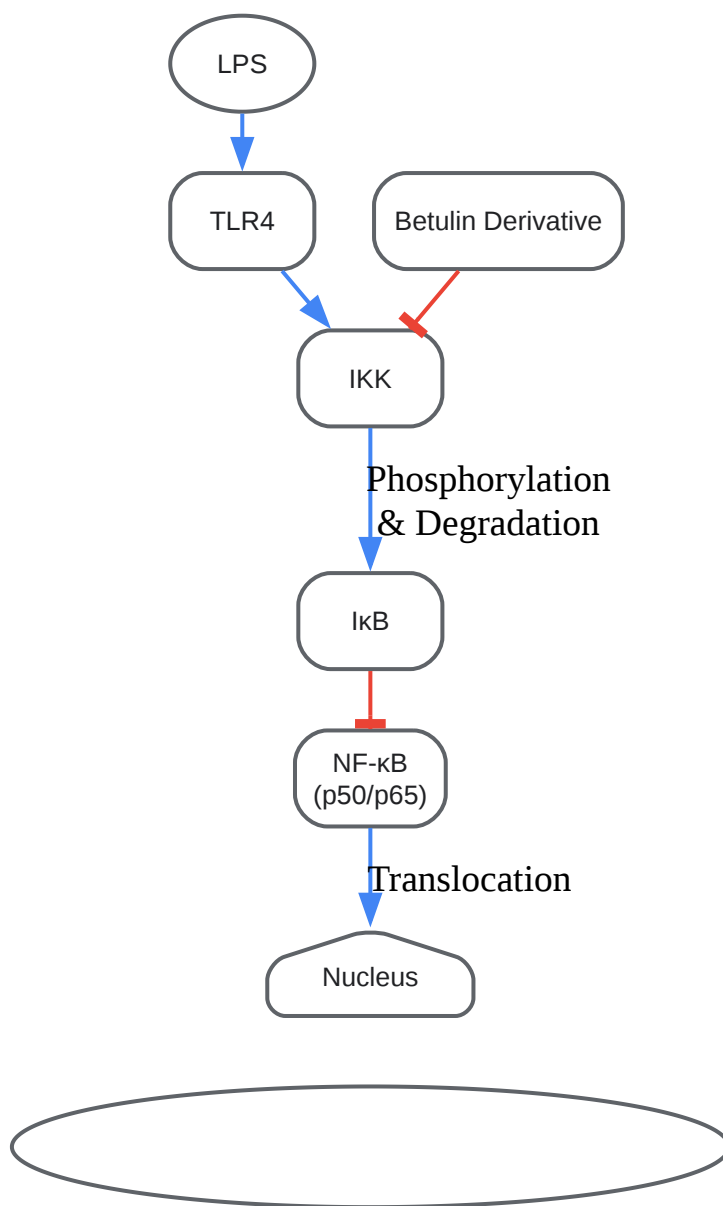 LPS
TLR4
Betulin Derivative
IKK
Phosphorylation
& Degradation
IκB
NF-κB
(p50/p65)
Translocation
Nucleus